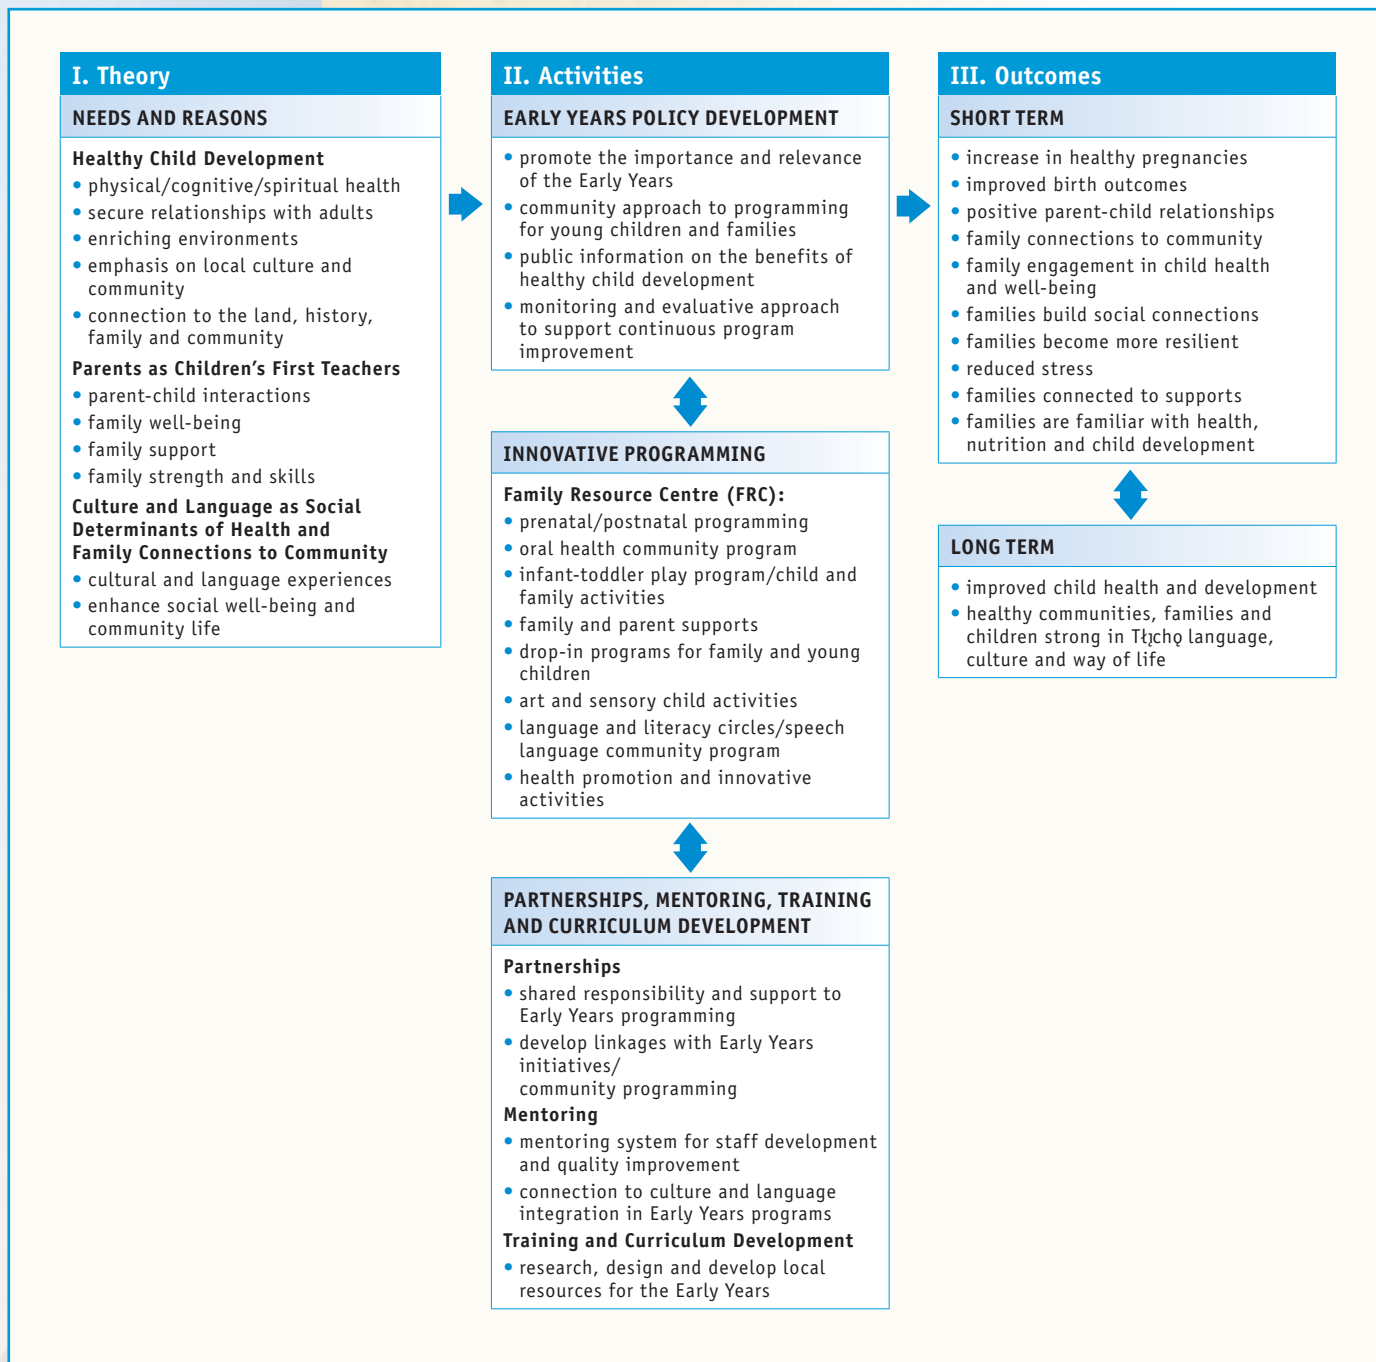 I. Theory
NEEDS AND REASONS
Healthy Child Development
• physical/cognitive/spiritual health
• secure relationships with adults
• enriching environments
• emphasis on local culture and
community
• connection to the land, history,
family and community
Parents as Children’s First Teachers
• parent-child interactions
• family well-being
• family support
• family strength and skills
Culture and Language as Social
Determinants of Health and
Family Connections to Community
• cultural and language experiences
• enhance social well-being and
community life
II. Activities
EARLY YEARS POLICY DEVELOPMENT
• promote the importance and relevance
of the Early Years
• community approach to programming
for young children and families
• public information on the benefits of
healthy child development
• monitoring and evaluative approach
to support continuous program
improvement
INNOVATIVE PROGRAMMING
Family Resource Centre (FRC):
• prenatal/postnatal programming
• oral health community program
• infant-toddler play program/child and
family activities
• family and parent supports
• drop-in programs for family and young
children
• art and sensory child activities
• language and literacy circles/speech
language community program
• health promotion and innovative
activities
PARTNERSHIPS, MENTORING, TRAINING
AND CURRICULUM DEVELOPMENT
Partnerships
• shared responsibility and support to
Early Years programming
• develop linkages with Early Years
initiatives/
community programming
Mentoring
• mentoring system for staff development
and quality improvement
• connection to culture and language
integration in Early Years programs
Training and Curriculum Development
• research, design and develop local
resources for the Early Years
III. Outcomes
SHORT TERM
• increase in healthy pregnancies
• improved birth outcomes
• positive parent-child relationships
• family connections to community
• family engagement in child health
and well-being
• families build social connections
• families become more resilient
• reduced stress
• families connected to supports
• families are familiar with health,
nutrition and child development
LONG TERM
• improved child health and development
• healthy communities, families and
children strong in Tłı̨chǫ language,
culture and way of life